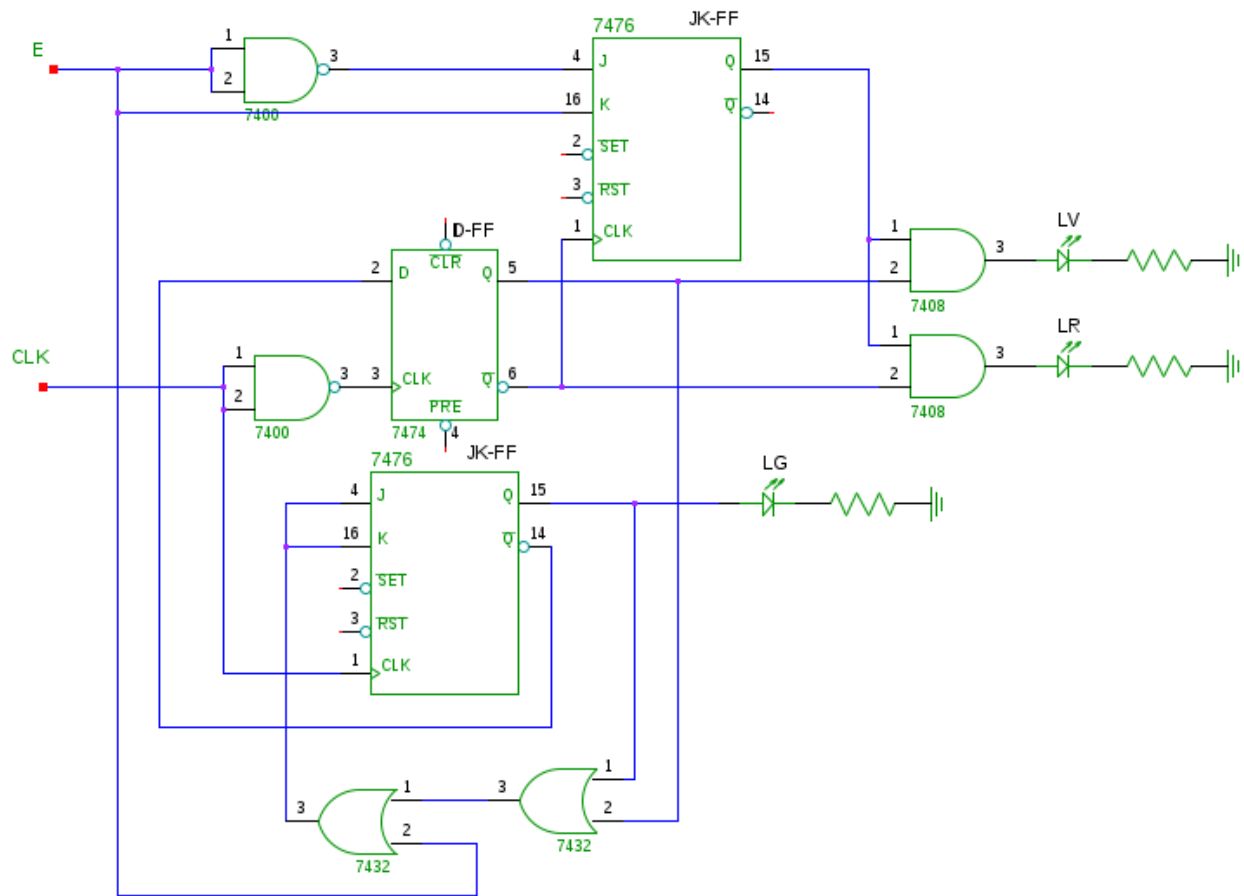 JK-FF
7476
E
1
2
3
7400
4 J Q 15
16 K Q 14
2 SET
3 RST
1 CLK
D-FF
CLR
2 D Q 5
CLK
1
2
3
7400
3 CLK Q 6
PRE
7474
4
1
2
3
LV
7408
1
2
3
LR
7408
JK-FF
7476
4 J Q 15
16 K Q 14
2 SET
3 RST
1 CLK
LG
1
2
3
7432
1
2
3
7432